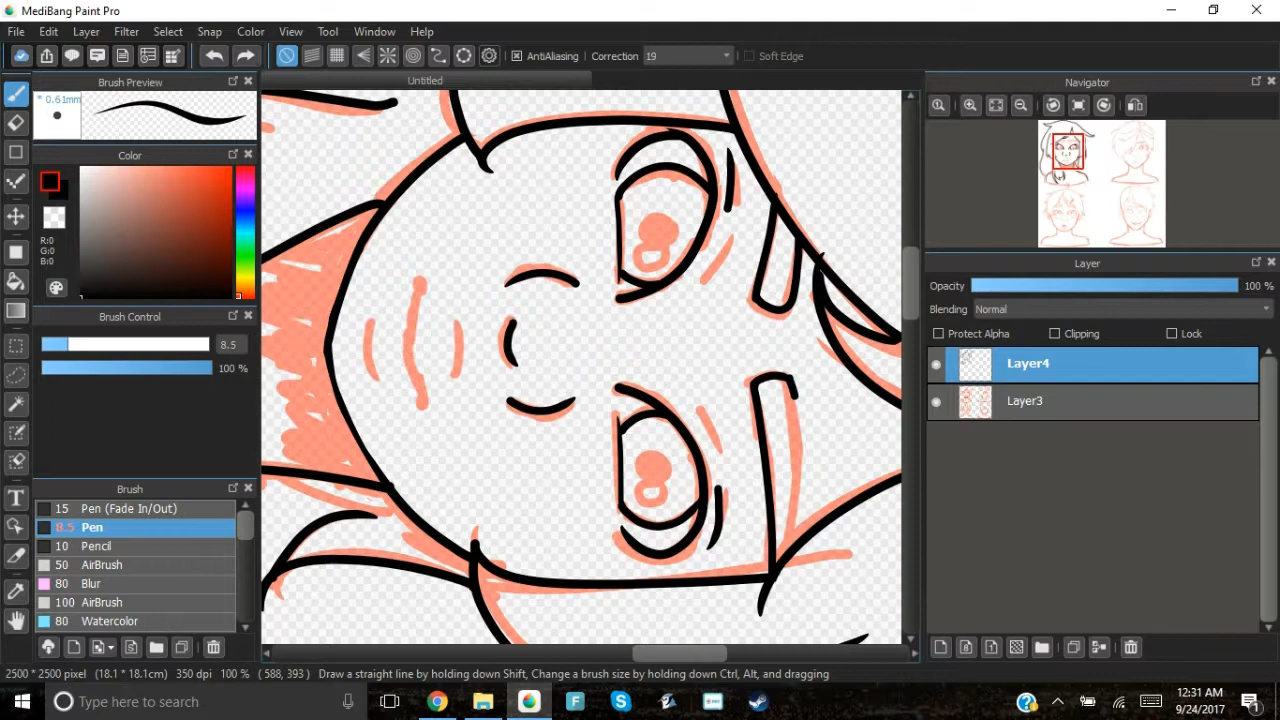 MediBang Paint Pro
File Edit Layer Filter Select Snap Color View Tool Window Help
AntiAliasing Correction 19 Soft Edge
Brush Preview
Untitled
Navigator
* 0.61mm
Color
R:0
G:0
B:0
Brush Control
8.5
100 %
Brush
15 Pen (Fade In/Out)
8.5 Pen
10 Pencil
50 AirBrush
80 Blur
100 AirBrush
80 Watercolor
Layer
Opacity 100 %
Blending Normal
Protect Alpha Clipping Lock
Layer4
Layer3
2500 * 2500 pixel (18.1 * 18.1cm) 350 dpi 100 % ( 588, 393 ) Draw a straight line by holding down Shift, Change a brush size by holding down Ctrl, Alt, and dragging
Type here to search
12:31 AM
9/24/2017